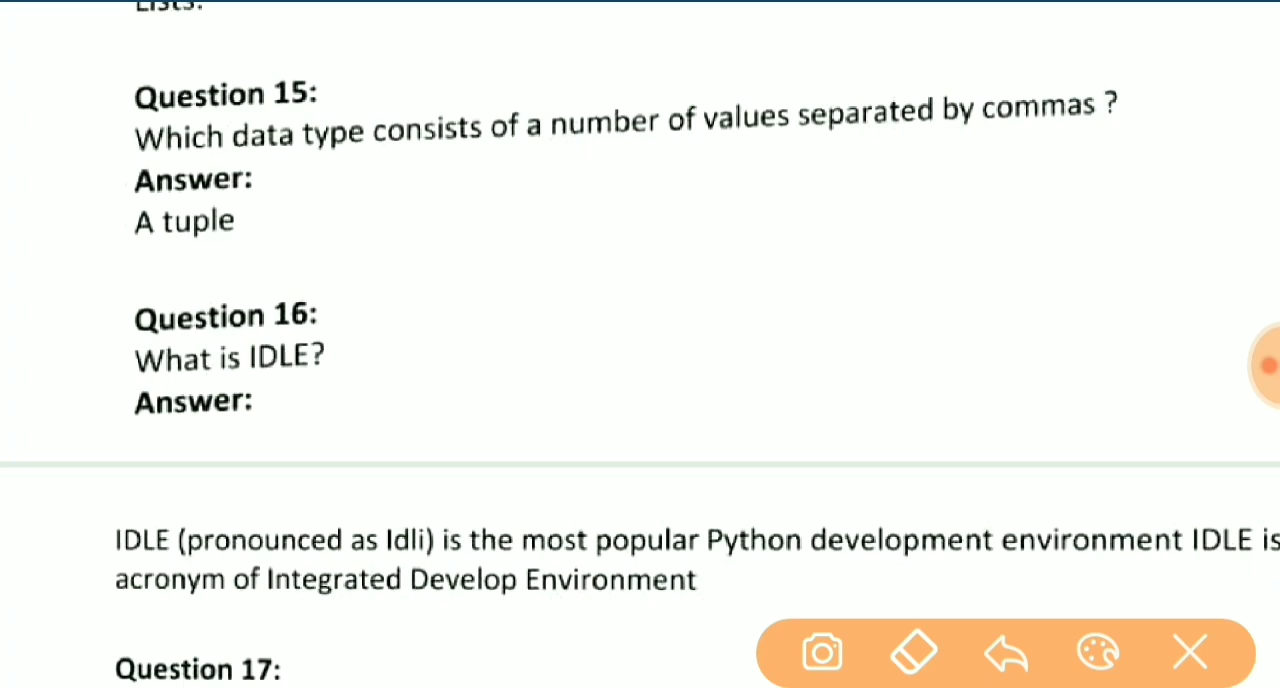 Lists.
Question 15:
Which data type consists of a number of values separated by commas ?
Answer:
A tuple
Question 16:
What is IDLE?
Answer:
IDLE (pronounced as Idli) is the most popular Python development environment IDLE is
acronym of Integrated Develop Environment
Question 17: